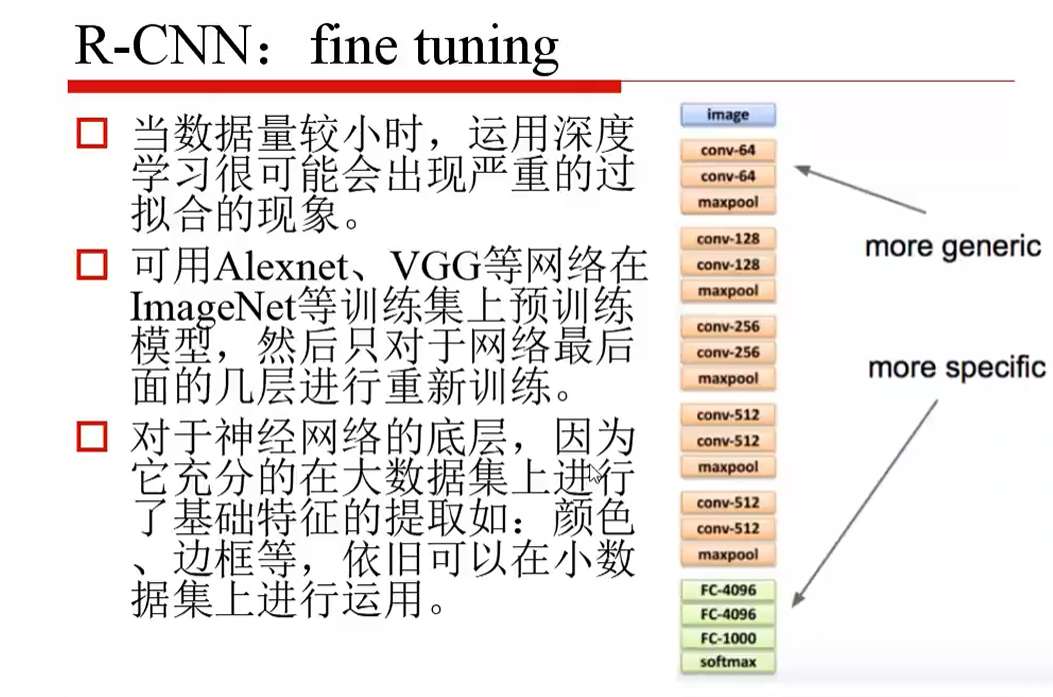 R-CNN：fine tuning
当数据量较小时，运用深度
学习很可能会出现严重的过
拟合的现象。
可用Alexnet、VGG等网络在
ImageNet等训练集上预训练
模型，然后只对于网络最后
面的几层进行重新训练。
对于神经网络的底层，因为
它充分的在大数据集上进行
了基础特征的提取如：颜色
、边框等，依旧可以在小数
据集上进行运用。
image
conv-64
conv-64
maxpool
conv-128
conv-128
maxpool
conv-256
conv-256
maxpool
conv-512
conv-512
maxpool
conv-512
conv-512
maxpool
FC-4096
FC-4096
FC-1000
softmax
more generic
more specific